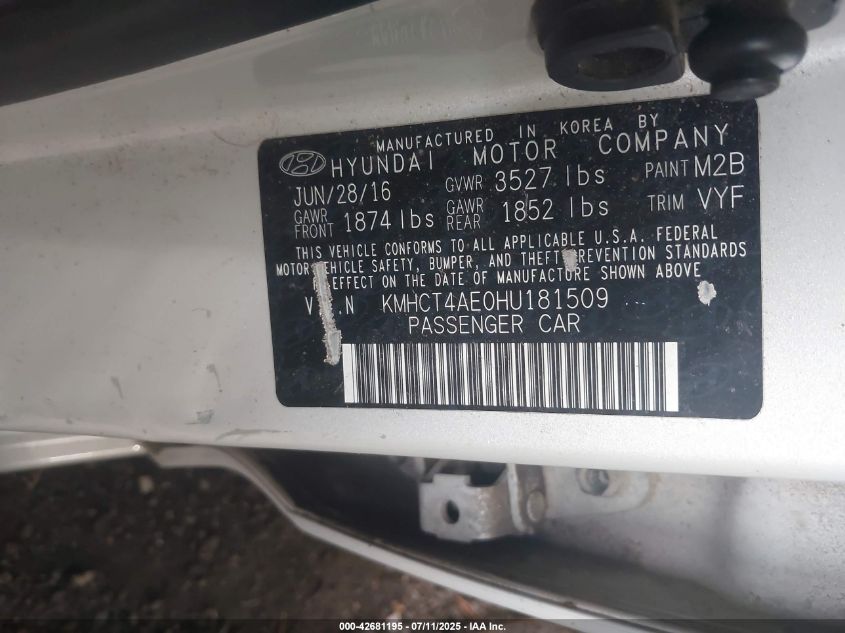 MANUFACTURED IN KOREA BY
HYUNDAI MOTOR COMPANY
JUN/28/16 GVWR 3527 lbs PAINT M2B
GAWR FRONT 1874 lbs GAWR REAR 1852 lbs TRIM VYF
THIS VEHICLE CONFORMS TO ALL APPLICABLE U.S.A. FEDERAL
MOTOR VEHICLE SAFETY, BUMPER, AND THEFT PREVENTION STANDARDS
EFFECT ON THE DATE OF MANUFACTURE SHOWN ABOVE
V.I.N KMHCT4AE0HU181509
PASSENGER CAR
000-42681195 - 07/11/2025 - IAA Inc.